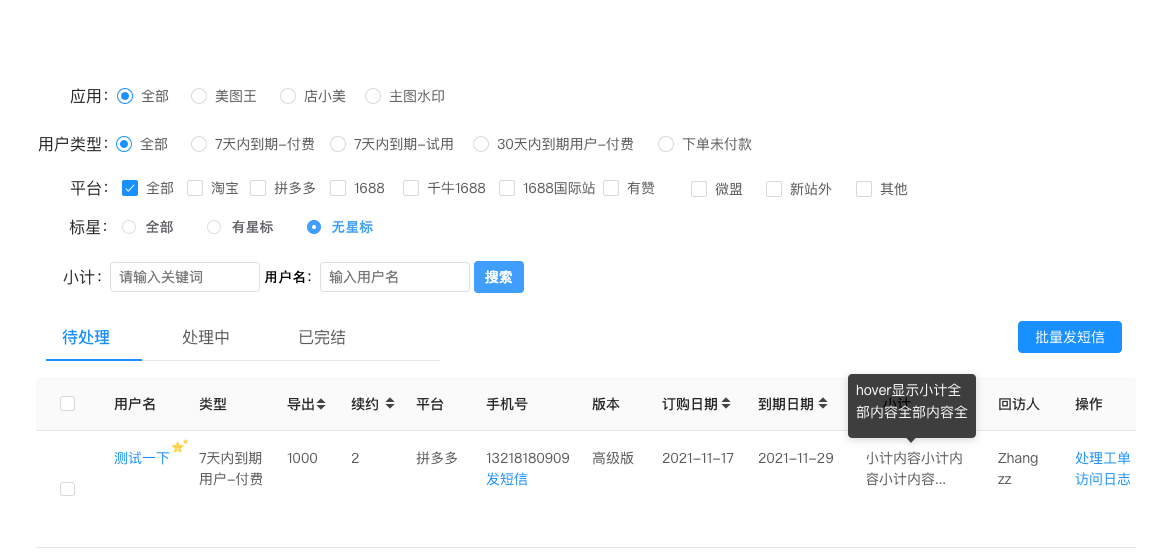 应用： 全部 美图王 店小美 主图水印
用户类型： 全部 7天内到期-付费 7天内到期-试用 30天内到期用户-付费 下单未付款
平台： 全部 淘宝 拼多多 1688 千牛1688 1688国际站 有赞 微盟 新站外 其他
标星： 全部 有星标 无星标
小计： 请输入关键词 用户名： 输入用户名 搜索
待处理 处理中 已完结 批量发短信
hover显示小计全
部内容全部内容全
用户名 类型 导出 续约 平台 手机号 版本 订购日期 到期日期 小计 回访人 操作
测试一下 7天内到期 1000 2 拼多多 13218180909 高级版 2021-11-17 2021-11-29 小计内容小计内 Zhang 处理工单
用户-付费 发短信 容小计内容... zz 访问日志